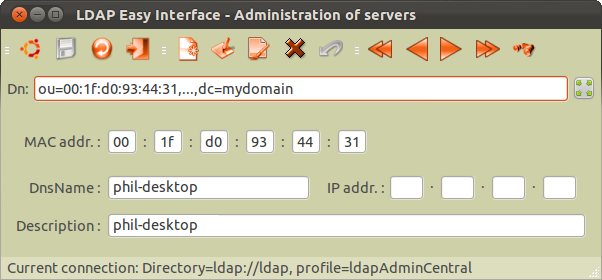 LDAP Easy Interface - Administration of servers
Dn: ou=00:1f:d0:93:44:31,...,dc=mydomain
MAC addr. : 00 : 1f : d0 : 93 : 44 : 31
DnsName : phil-desktop IP addr. : . . .
Description : phil-desktop
Current connection: Directory=ldap://ldap, profile=ldapAdminCentral